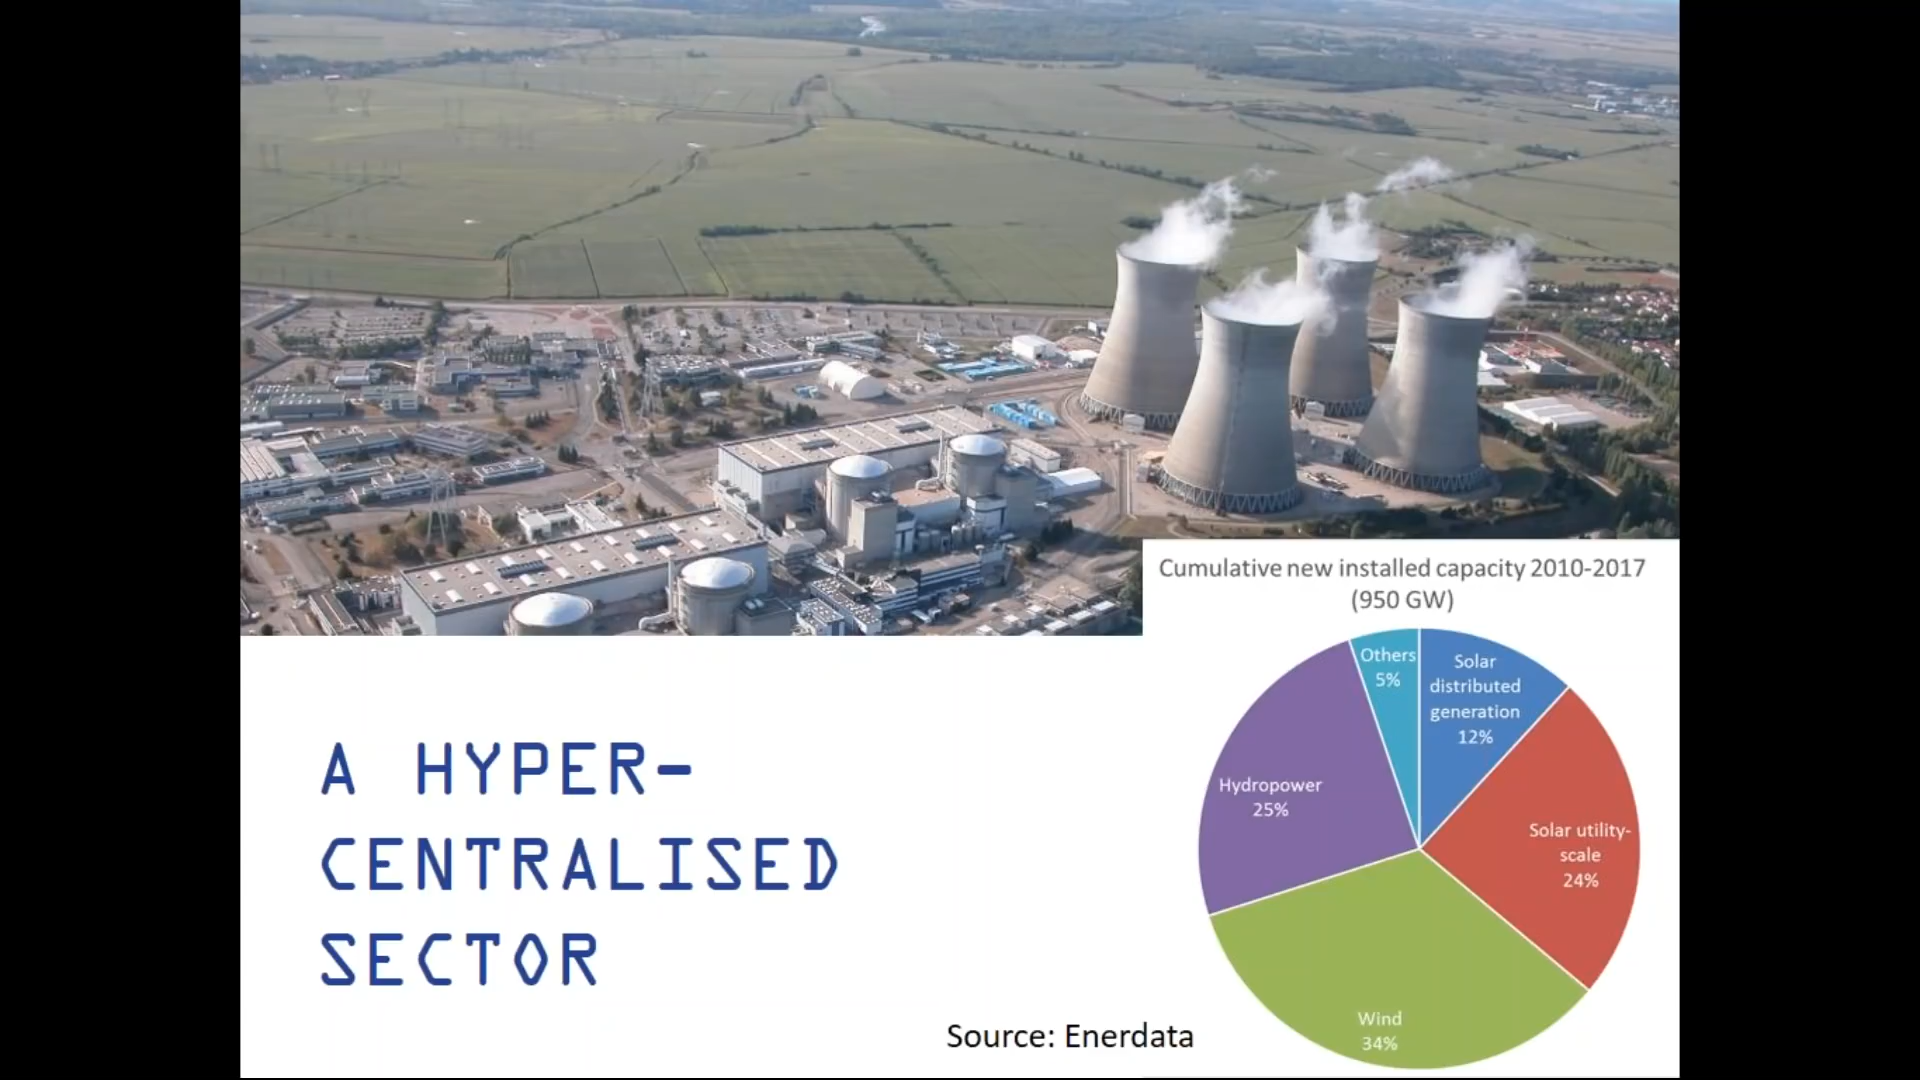 Cumulative new installed capacity 2010-2017
(950 GW)
Others
5%
Solar
distributed
generation
12%
Hydropower
25%
Solar utility-
scale
24%
Wind
34%
A HYPER-
CENTRALISED
SECTOR
Source: Enerdata